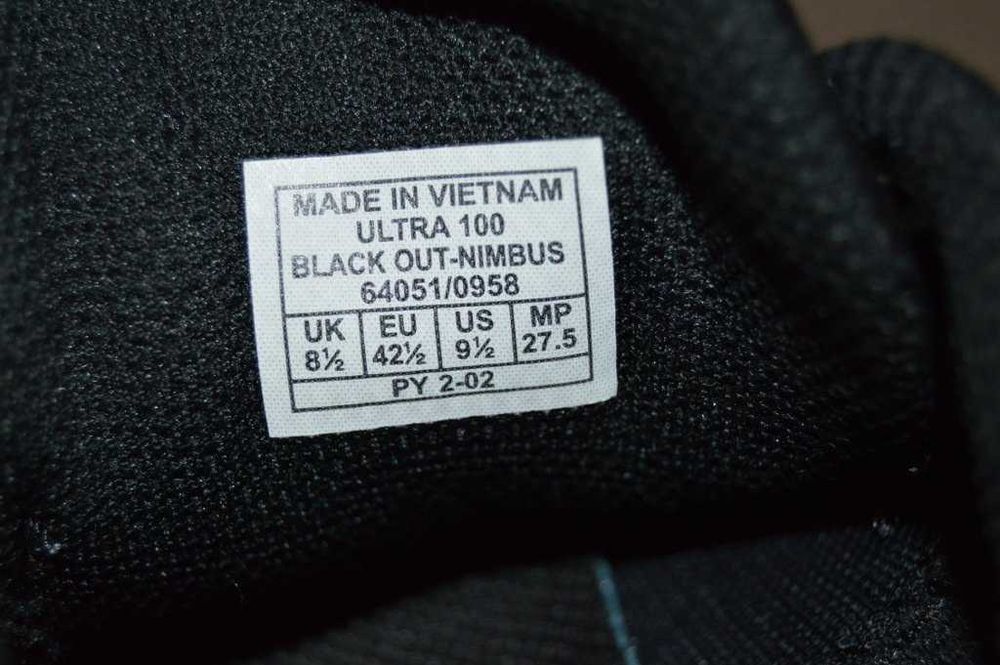 MADE IN VIETNAM
ULTRA 100
BLACK OUT-NIMBUS
64051/0958
UK EU US MP
8½ 42½ 9½ 27.5
PY 2-02